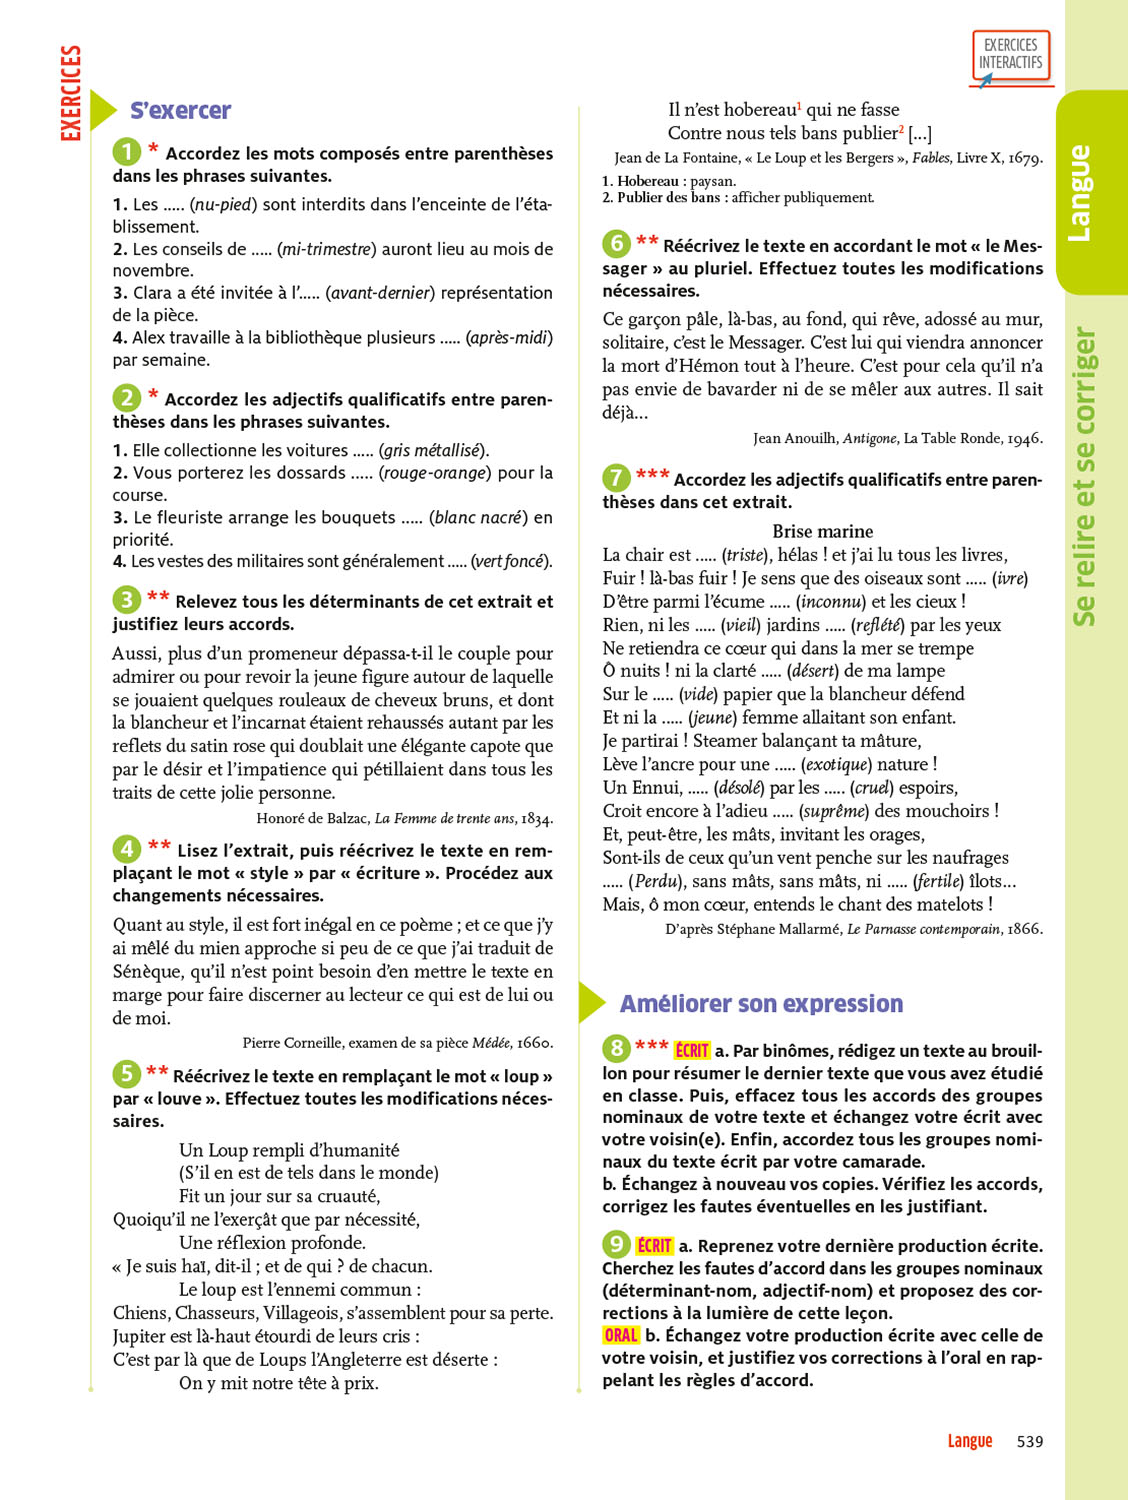 EXERCICES
S'exercer
1 * Accordez les mots composés entre parenthèses
dans les phrases suivantes.
1. Les ..... (nu-pied) sont interdits dans l'enceinte de l'éta-
blissement.
2. Les conseils de ..... (mi-trimestre) auront lieu au mois de
novembre.
3. Clara a été invitée à l'..... (avant-dernier) représentation
de la pièce.
4. Alex travaille à la bibliothèque plusieurs ..... (après-midi)
par semaine.
2 * Accordez les adjectifs qualificatifs entre paren-
thèses dans les phrases suivantes.
1. Elle collectionne les voitures ..... (gris métallisé).
2. Vous porterez les dossards ..... (rouge-orange) pour la
course.
3. Le fleuriste arrange les bouquets ..... (blanc nacré) en
priorité.
4. Les vestes des militaires sont généralement ..... (vert foncé).
3 ** Relevez tous les déterminants de cet extrait et
justifiez leurs accords.
Aussi, plus d'un promeneur dépassa-t-il le couple pour
admirer ou pour revoir la jeune figure autour de laquelle
se jouaient quelques rouleaux de cheveux bruns, et dont
la blancheur et l'incarnat étaient rehaussés autant par les
reflets du satin rose qui doublait une élégante capote que
par le désir et l'impatience qui pétillaient dans tous les
traits de cette jolie personne.
Honoré de Balzac, La Femme de trente ans, 1834.
4 ** Lisez l'extrait, puis réécrivez le texte en rem-
plaçant le mot « style » par « écriture ». Procédez aux
changements nécessaires.
Quant au style, il est fort inégal en ce poème ; et ce que j'y
ai mêlé du mien approche si peu de ce que j'ai traduit de
Sénèque, qu'il n'est point besoin d'en mettre le texte en
marge pour faire discerner au lecteur ce qui est de lui ou
de moi.
Pierre Corneille, examen de sa pièce Médée, 1660.
5 ** Réécrivez le texte en remplaçant le mot « loup »
par « louve ». Effectuez toutes les modifications néces-
saires.
Un Loup rempli d'humanité
(S'il en est de tels dans le monde)
Fit un jour sur sa cruauté,
Quoiqu'il ne l'exerçât que par nécessité,
Une réflexion profonde.
« Je suis haï, dit-il ; et de qui ? de chacun.
Le loup est l'ennemi commun :
Chiens, Chasseurs, Villageois, s'assemblent pour sa perte.
Jupiter est là-haut étourdi de leurs cris :
C'est par là que de Loups l'Angleterre est déserte :
On y mit notre tête à prix.
EXERCICES
INTERACTIFS
Il n'est hobereau1 qui ne fasse
Contre nous tels bans publier2 [...]
Jean de La Fontaine, « Le Loup et les Bergers », Fables, Livre X, 1679.
1. Hobereau : paysan.
2. Publier des bans : afficher publiquement.
6 ** Réécrivez le texte en accordant le mot « le Mes-
sager » au pluriel. Effectuez toutes les modifications
nécessaires.
Ce garçon pâle, là-bas, au fond, qui rêve, adossé au mur,
solitaire, c'est le Messager. C'est lui qui viendra annoncer
la mort d'Hémon tout à l'heure. C'est pour cela qu'il n'a
pas envie de bavarder ni de se mêler aux autres. Il sait
déjà...
Jean Anouilh, Antigone, La Table Ronde, 1946.
7 *** Accordez les adjectifs qualificatifs entre paren-
thèses dans cet extrait.
Brise marine
La chair est ..... (triste), hélas ! et j'ai lu tous les livres,
Fuir ! là-bas fuir ! Je sens que des oiseaux sont ..... (ivre)
D'être parmi l'écume ..... (inconnu) et les cieux !
Rien, ni les ..... (vieil) jardins ..... (reflété) par les yeux
Ne retiendra ce cœur qui dans la mer se trempe
Ô nuits ! ni la clarté ..... (désert) de ma lampe
Sur le ..... (vide) papier que la blancheur défend
Et ni la ..... (jeune) femme allaitant son enfant.
Je partirai ! Steamer balançant ta mâture,
Lève l'ancre pour une ..... (exotique) nature !
Un Ennui, ..... (désolé) par les ..... (cruel) espoirs,
Croit encore à l'adieu ..... (suprême) des mouchoirs !
Et, peut-être, les mâts, invitant les orages,
Sont-ils de ceux qu'un vent penche sur les naufrages
..... (Perdu), sans mâts, sans mâts, ni ..... (fertile) îlots...
Mais, ô mon cœur, entends le chant des matelots !
D'après Stéphane Mallarmé, Le Parnasse contemporain, 1866.
Améliorer son expression
8 *** ÉCRIT a. Par binômes, rédigez un texte au brouil-
lon pour résumer le dernier texte que vous avez étudié
en classe. Puis, effacez tous les accords des groupes
nominaux de votre texte et échangez votre écrit avec
votre voisin(e). Enfin, accordez tous les groupes nomi-
naux du texte écrit par votre camarade.
b. Échangez à nouveau vos copies. Vérifiez les accords,
corrigez les fautes éventuelles en les justifiant.
9 ÉCRIT a. Reprenez votre dernière production écrite.
Cherchez les fautes d'accord dans les groupes nominaux
(déterminant-nom, adjectif-nom) et proposez des cor-
rections à la lumière de cette leçon.
ORAL b. Échangez votre production écrite avec celle de
votre voisin, et justifiez vos corrections à l'oral en rap-
pelant les règles d'accord.
Langue
Se relire et se corriger
Langue 539